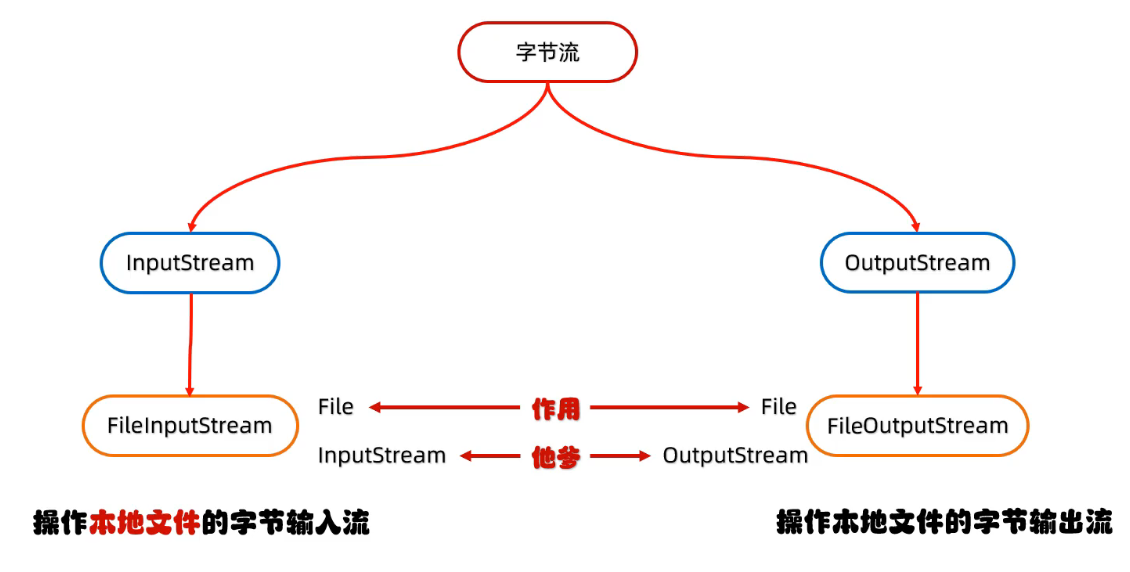 字节流
InputStream
OutputStream
FileInputStream
File
作用
File
FileOutputStream
InputStream
他爹
OutputStream
操作本地文件的字节输入流
操作本地文件的字节输出流